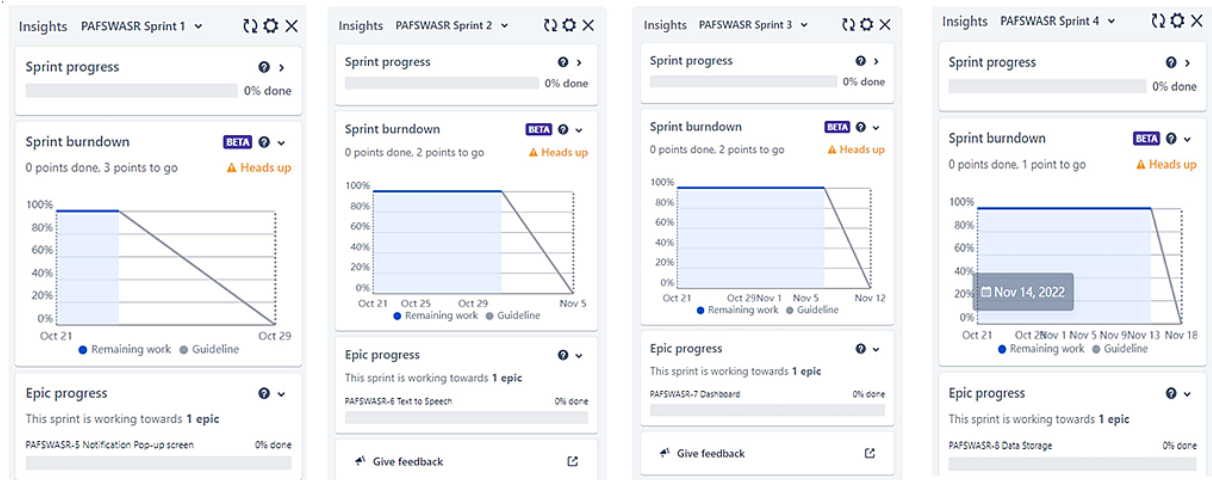 Insights PAFSWASR Sprint 1
Sprint progress
0% done
Sprint burndown BETA
0 points done, 3 points to go Heads up
100%
80%
60%
40%
20%
0%
Oct 21 Oct 29
Remaining work Guideline
Epic progress
This sprint is working towards 1 epic
PAFSWASR-5 Notification Pop-up screen 0% done
Insights PAFSWASR Sprint 2
Sprint progress
0% done
Sprint burndown BETA
0 points done, 2 points to go Heads up
100%
80%
60%
40%
20%
0%
Oct 21 Oct 25 Oct 29 Nov 5
Remaining work Guideline
Epic progress
This sprint is working towards 1 epic
PAFSWASR-6 Text to Speech 0% done
Give feedback
Insights PAFSWASR Sprint 3
Sprint progress
0% done
Sprint burndown BETA
0 points done, 2 points to go Heads up
100%
80%
60%
40%
20%
0%
Oct 21 Oct 29 Nov 1 Nov 5 Nov 12
Remaining work Guideline
Epic progress
This sprint is working towards 1 epic
PAFSWASR-7 Dashboard 0% done
Give feedback
Insights PAFSWASR Sprint 4
Sprint progress
0% done
Sprint burndown BETA
0 points done, 1 point to go Heads up
100%
80%
60%
40%
20%
Nov 14, 2022
0%
Oct 21 Nov 1 Nov 5 Nov 9 Nov 13 Nov 18
Remaining work Guideline
Epic progress
This sprint is working towards 1 epic
PAFSWASR-8 Data Storage 0% done